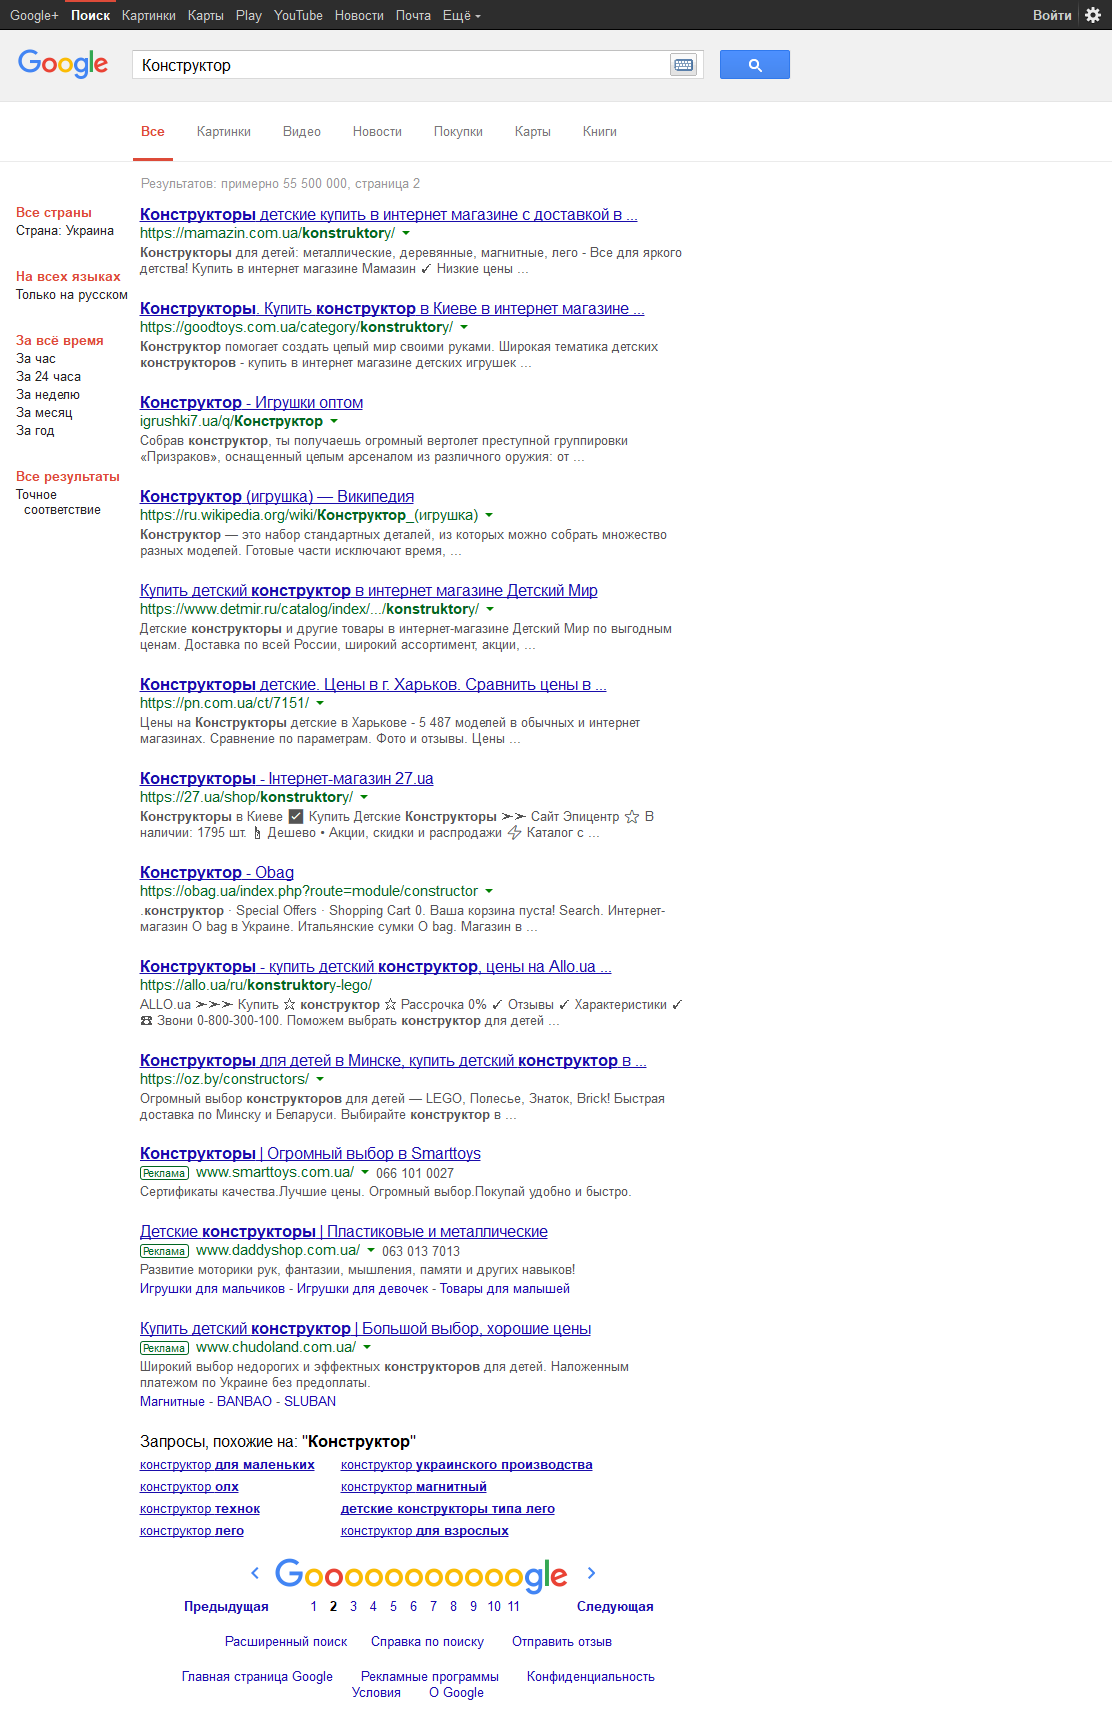 Google+ Поиск Картинки Карты Play YouTube Новости Почта Ещё Войти
Google Конструктор
Все Картинки Видео Новости Покупки Карты Книги
Результатов: примерно 55 500 000, страница 2
Все страны
Страна: Украина
На всех языках
Только на русском
За всё время
За час
За 24 часа
За неделю
За месяц
За год
Все результаты
Точное
соответствие
Конструкторы детские купить в интернет магазине с доставкой в ...
https://mamazin.com.ua/konstruktory/
Конструкторы для детей: металлические, деревянные, магнитные, лего - Все для яркого
детства! Купить в интернет магазине Мамазин ✓ Низкие цены ...
Конструкторы. Купить конструктор в Киеве в интернет магазине ...
https://goodtoys.com.ua/category/konstruktory/
Конструктор помогает создать целый мир своими руками. Широкая тематика детских
конструкторов - купить в интернет магазине детских игрушек ...
Конструктор - Игрушки оптом
igrushki7.ua/q/Конструктор
Собрав конструктор, ты получаешь огромный вертолет преступной группировки
«Призраков», оснащенный целым арсеналом из различного оружия: от ...
Конструктор (игрушка) — Википедия
https://ru.wikipedia.org/wiki/Конструктор_(игрушка)
Конструктор — это набор стандартных деталей, из которых можно собрать множество
разных моделей. Готовые части исключают время, ...
Купить детский конструктор в интернет магазине Детский Мир
https://www.detmir.ru/catalog/index/.../konstruktory/
Детские конструкторы и другие товары в интернет-магазине Детский Мир по выгодным
ценам. Доставка по всей России, широкий ассортимент, акции, ...
Конструкторы детские. Цены в г. Харьков. Сравнить цены в ...
https://pn.com.ua/ct/7151/
Цены на Конструкторы детские в Харькове - 5 487 моделей в обычных и интернет
магазинах. Сравнение по параметрам. Фото и отзывы. Цены ...
Конструкторы - Інтернет-магазин 27.ua
https://27.ua/shop/konstruktory/
Конструкторы в Киеве ☑ Купить Детские Конструкторы ➣➣ Сайт Эпицентр ☆ В
наличии: 1795 шт. Дешево • Акции, скидки и распродажи ⚡ Каталог с ...
Конструктор - Obag
https://obag.ua/index.php?route=module/constructor
.конструктор · Special Offers · Shopping Cart 0. Ваша корзина пуста! Search. Интернет-
магазин O bag в Украине. Итальянские сумки O bag. Магазин в ...
Конструкторы - купить детский конструктор, цены на Allo.ua ...
https://allo.ua/ru/konstruktory-lego/
ALLO.ua ➣➣➣ Купить ☆ конструктор ☆ Рассрочка 0% ✓ Отзывы ✓ Характеристики ✓
☎ Звони 0-800-300-100. Поможем выбрать конструктор для детей ...
Конструкторы для детей в Минске, купить детский конструктор в ...
https://oz.by/constructors/
Огромный выбор конструкторов для детей — LEGO, Полесье, Знаток, Brick! Быстрая
доставка по Минску и Беларуси. Выбирайте конструктор в ...
Конструкторы | Огромный выбор в Smarttoys
Реклама www.smarttoys.com.ua/ 066 101 0027
Сертификаты качества.Лучшие цены. Огромный выбор.Покупай удобно и быстро.
Детские конструкторы | Пластиковые и металлические
Реклама www.daddyshop.com.ua/ 063 013 7013
Развитие моторики рук, фантазии, мышления, памяти и других навыков!
Игрушки для мальчиков - Игрушки для девочек - Товары для малышей
Купить детский конструктор | Большой выбор, хорошие цены
Реклама www.chudoland.com.ua/
Широкий выбор недорогих и эффектных конструкторов для детей. Наложенным
платежом по Украине без предоплаты.
Магнитные - BANBAO - SLUBAN
Запросы, похожие на: "Конструктор"
конструктор для маленьких конструктор украинского производства
конструктор олх конструктор магнитный
конструктор технок детские конструкторы типа лего
конструктор лего конструктор для взрослых
Gooooooooooogle
Предыдущая 1 2 3 4 5 6 7 8 9 10 11 Следующая
Расширенный поиск Справка по поиску Отправить отзыв
Главная страница Google Рекламные программы Конфиденциальность
Условия О Google